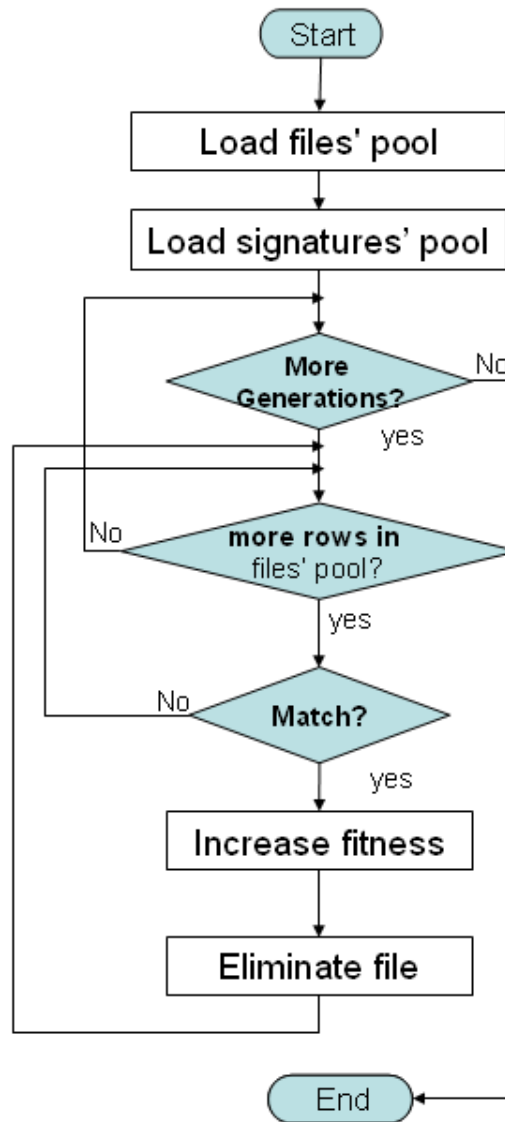 Start
Load files' pool
Load signatures’ pool
More
Generations?
No
yes
more rows in
files' pool?
No
yes
Match?
No
yes
Increase fitness
Eliminate file
End